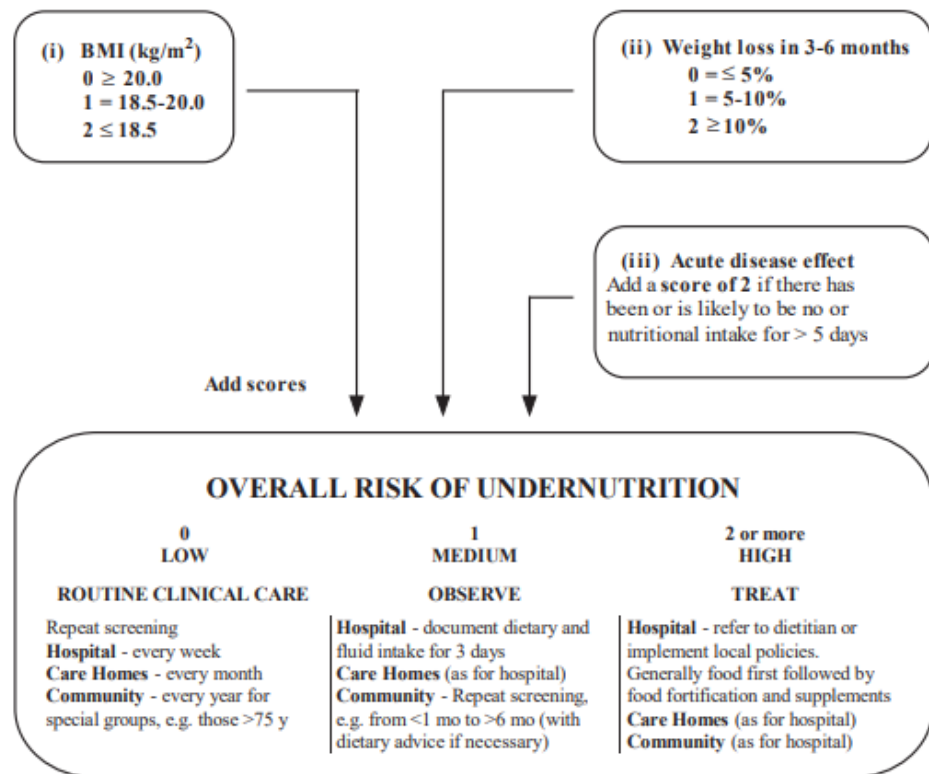 (i) BMI (kg/m²)
0 ≥ 20.0
1 = 18.5-20.0
2 ≤ 18.5
(ii) Weight loss in 3-6 months
0 = ≤ 5%
1 = 5-10%
2 ≥ 10%
(iii) Acute disease effect
Add a score of 2 if there has
been or is likely to be no or
nutritional intake for > 5 days
Add scores
OVERALL RISK OF UNDERNUTRITION
0
LOW
ROUTINE CLINICAL CARE
Repeat screening
Hospital - every week
Care Homes - every month
Community - every year for
special groups, e.g. those >75 y
1
MEDIUM
OBSERVE
Hospital - document dietary and
fluid intake for 3 days
Care Homes (as for hospital)
Community - Repeat screening,
e.g. from <1 mo to >6 mo (with
dietary advice if necessary)
2 or more
HIGH
TREAT
Hospital - refer to dietitian or
implement local policies.
Generally food first followed by
food fortification and supplements
Care Homes (as for hospital)
Community (as for hospital)